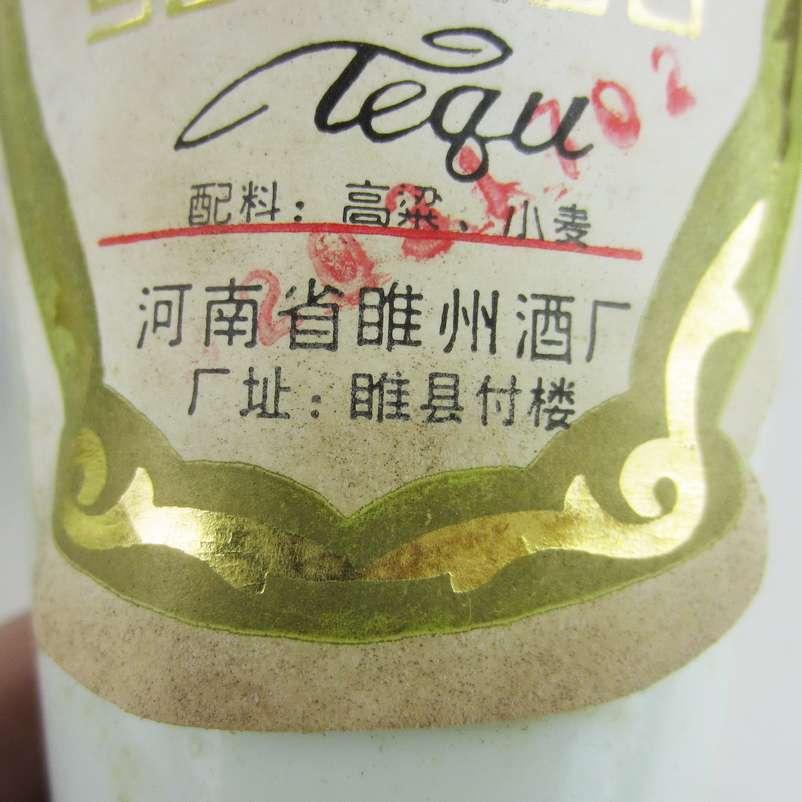 Tequ
配料：高粱、小麦
河南省睢州酒厂
厂址：睢县付楼